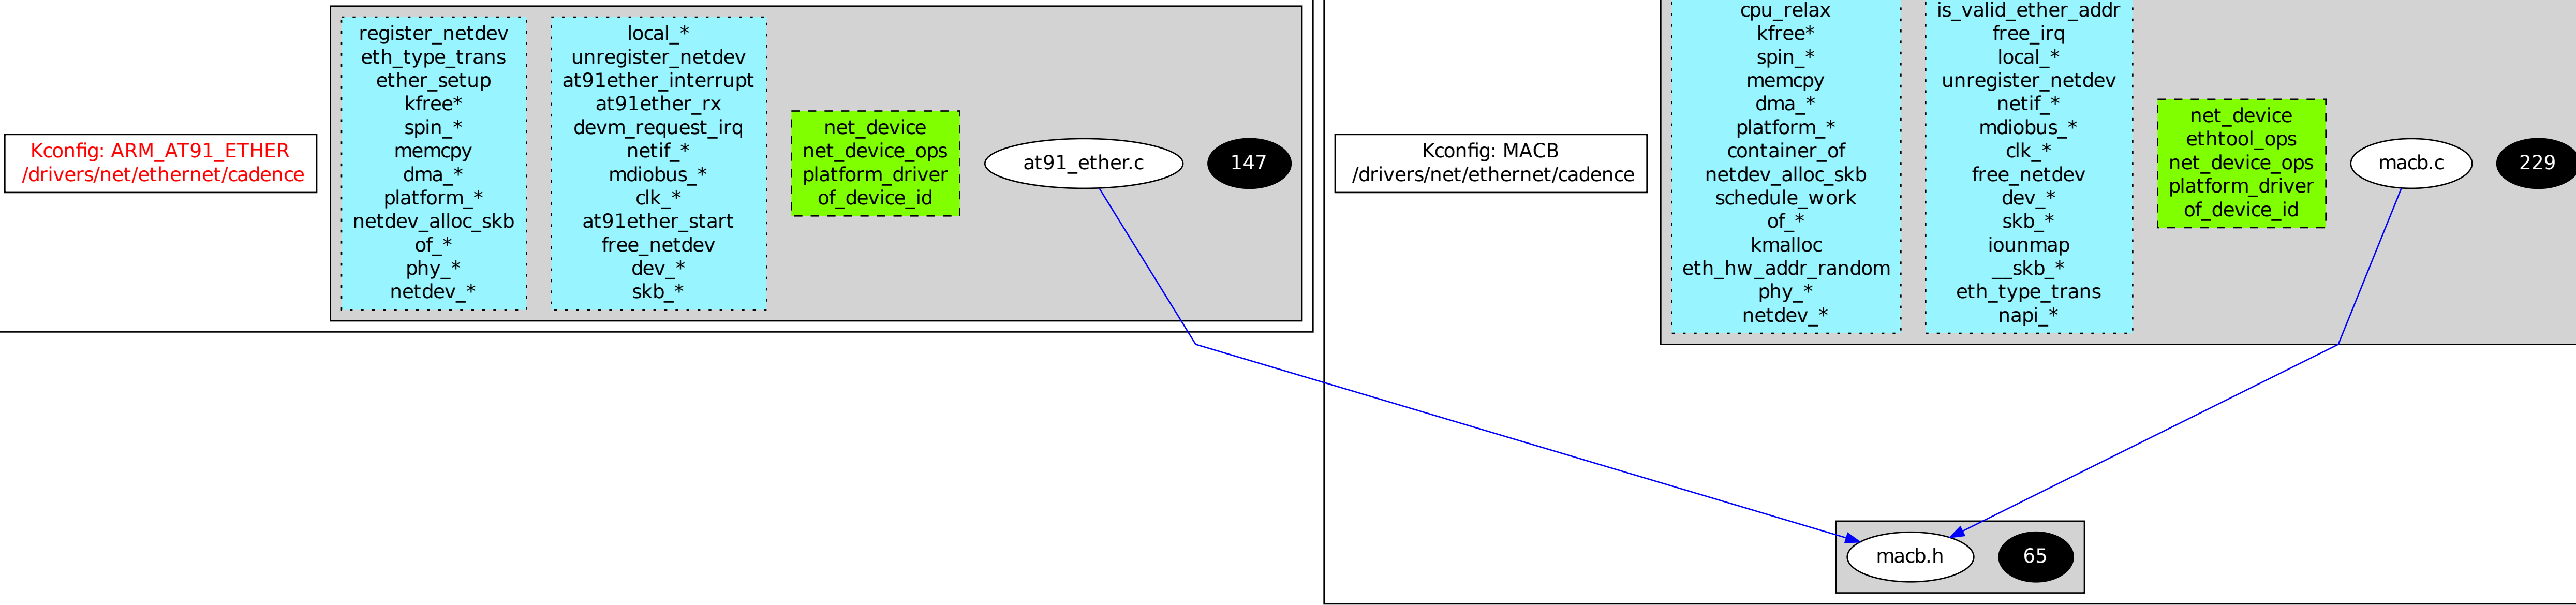 Kconfig: ARM_AT91_ETHER
/drivers/net/ethernet/cadence
register_netdev
eth_type_trans
ether_setup
kfree*
spin_*
memcpy
dma_*
platform_*
netdev_alloc_skb
of_*
phy_*
netdev_*
local_*
unregister_netdev
at91ether_interrupt
at91ether_rx
devm_request_irq
netif_*
mdiobus_*
clk_*
at91ether_start
free_netdev
dev_*
skb_*
net_device
net_device_ops
platform_driver
of_device_id
at91_ether.c
147
Kconfig: MACB
/drivers/net/ethernet/cadence
cpu_relax
kfree*
spin_*
memcpy
dma_*
platform_*
container_of
netdev_alloc_skb
schedule_work
of_*
kmalloc
eth_hw_addr_random
phy_*
netdev_*
is_valid_ether_addr
free_irq
local_*
unregister_netdev
netif_*
mdiobus_*
clk_*
free_netdev
dev_*
skb_*
iounmap
__skb_*
eth_type_trans
napi_*
net_device
ethtool_ops
net_device_ops
platform_driver
of_device_id
macb.c
229
macb.h
65